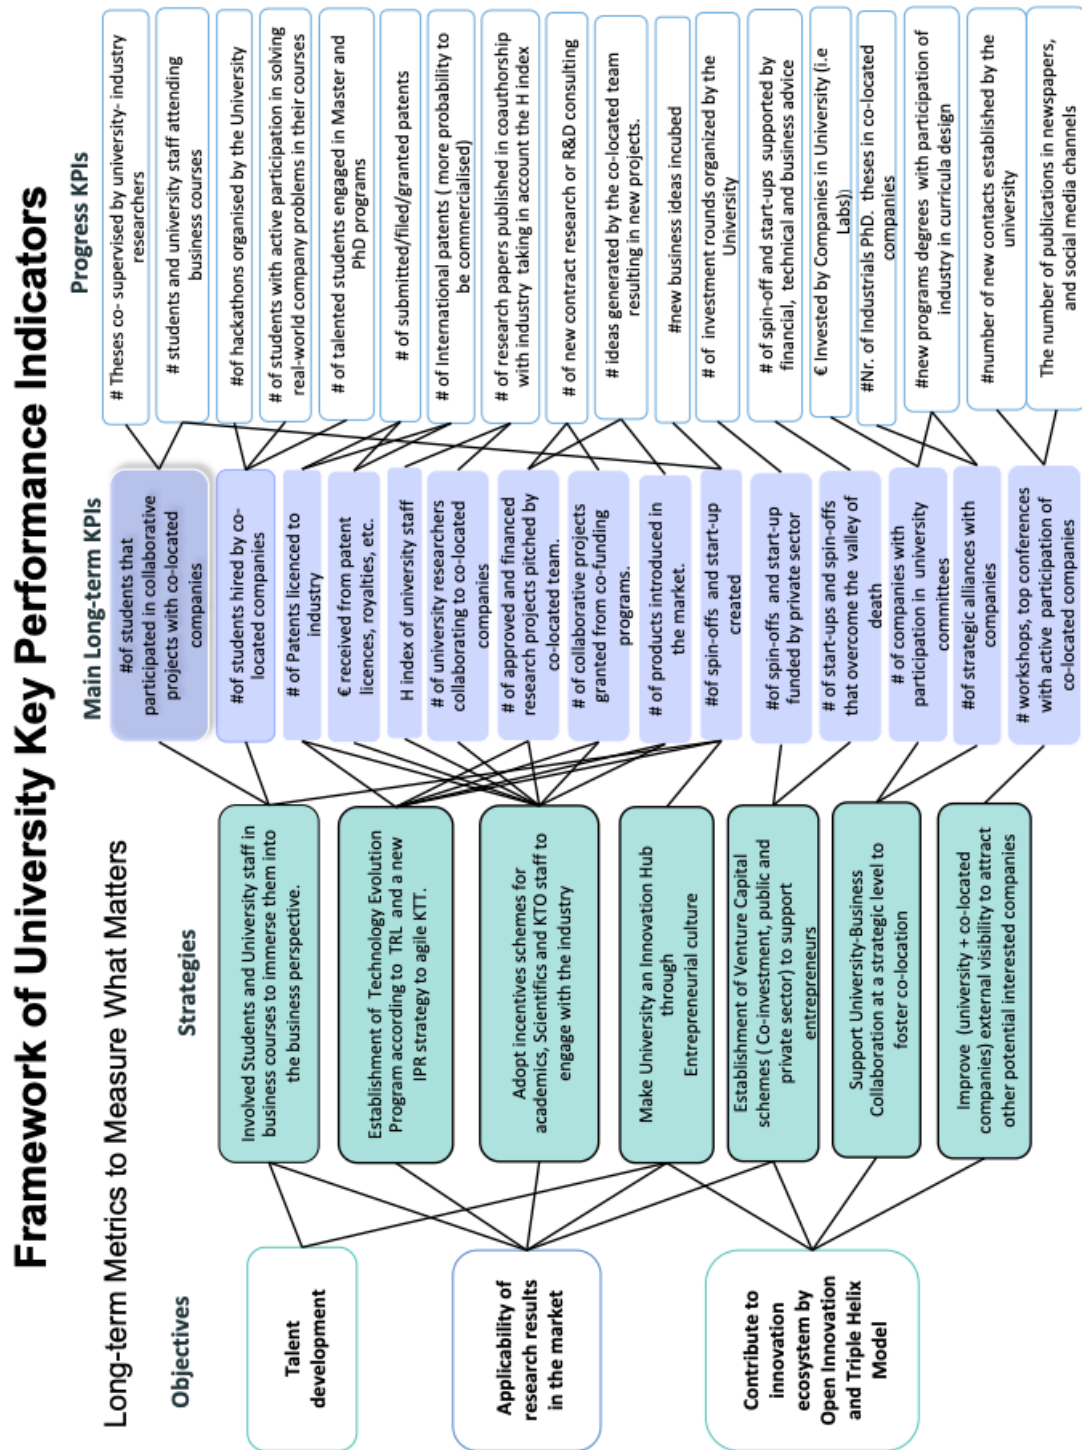 Framework of University Key Performance Indicators
Long-term Metrics to Measure What Matters
Objectives
Talent
development
Applicability of
research results
in the market
Contribute to
innovation
ecosystem by
Open Innovation
and Triple Helix
Model
Strategies
Involved Students and University staff in
business courses to immerse them into
the business perspective.
Establishment of Technology Evolution
Program according to TRL and a new
IPR strategy to agile KTT.
Adopt incentives schemes for
academics, Scientifics and KTO staff to
engage with the industry
Make University an Innovation Hub
through
Entrepreneurial culture
Establishment of Venture Capital
schemes ( Co-investment, public and
private sector) to support
entrepreneurs
Support University-Business
Collaboration at a strategic level to
foster co-location
Improve (university + co-located
companies) external visibility to attract
other potential interested companies
Main Long-term KPIs
#of students that
participated in collaborative
projects with co-located
companies
#of students hired by co-
located companies
# of Patents licenced to
industry
€ received from patent
licences, royalties, etc.
H index of university staff
# of university researchers
collaborating to co-located
companies
# of approved and financed
research projects pitched by
co-located team.
# of collaborative projects
granted from co-funding
programs.
# of products introduced in
the market.
#of spin-offs and start-up
created
#of spin-offs and start-up
funded by private sector
# of start-ups and spin-offs
that overcome the valley of
death
# of companies with
participation in university
committees
#of strategic alliances with
companies
# workshops, top conferences
with active participation of
co-located companies
Progress KPIs
# Theses co- supervised by university- industry
researchers
# students and university staff attending
business courses
#of hackathons organised by the University
# of students with active participation in solving
real-world company problems in their courses
# of talented students engaged in Master and
PhD programs
# of submitted/filed/granted patents
# of International patents ( more probability to
be commercialised)
# of research papers published in coauthorship
with industry taking in account the H index
# of new contract research or R&D consulting
# ideas generated by the co-located team
resulting in new projects.
#new business ideas incubed
# of investment rounds organized by the
University
# of spin-off and start-ups supported by
financial, technical and business advice
€ Invested by Companies in University (i.e
Labs))
#Nr. of Industrials PhD. theses in co-located
companies
#new programs degrees with participation of
industry in curricula design
#number of new contacts established by the
university
The number of publications in newspapers,
and social media channels